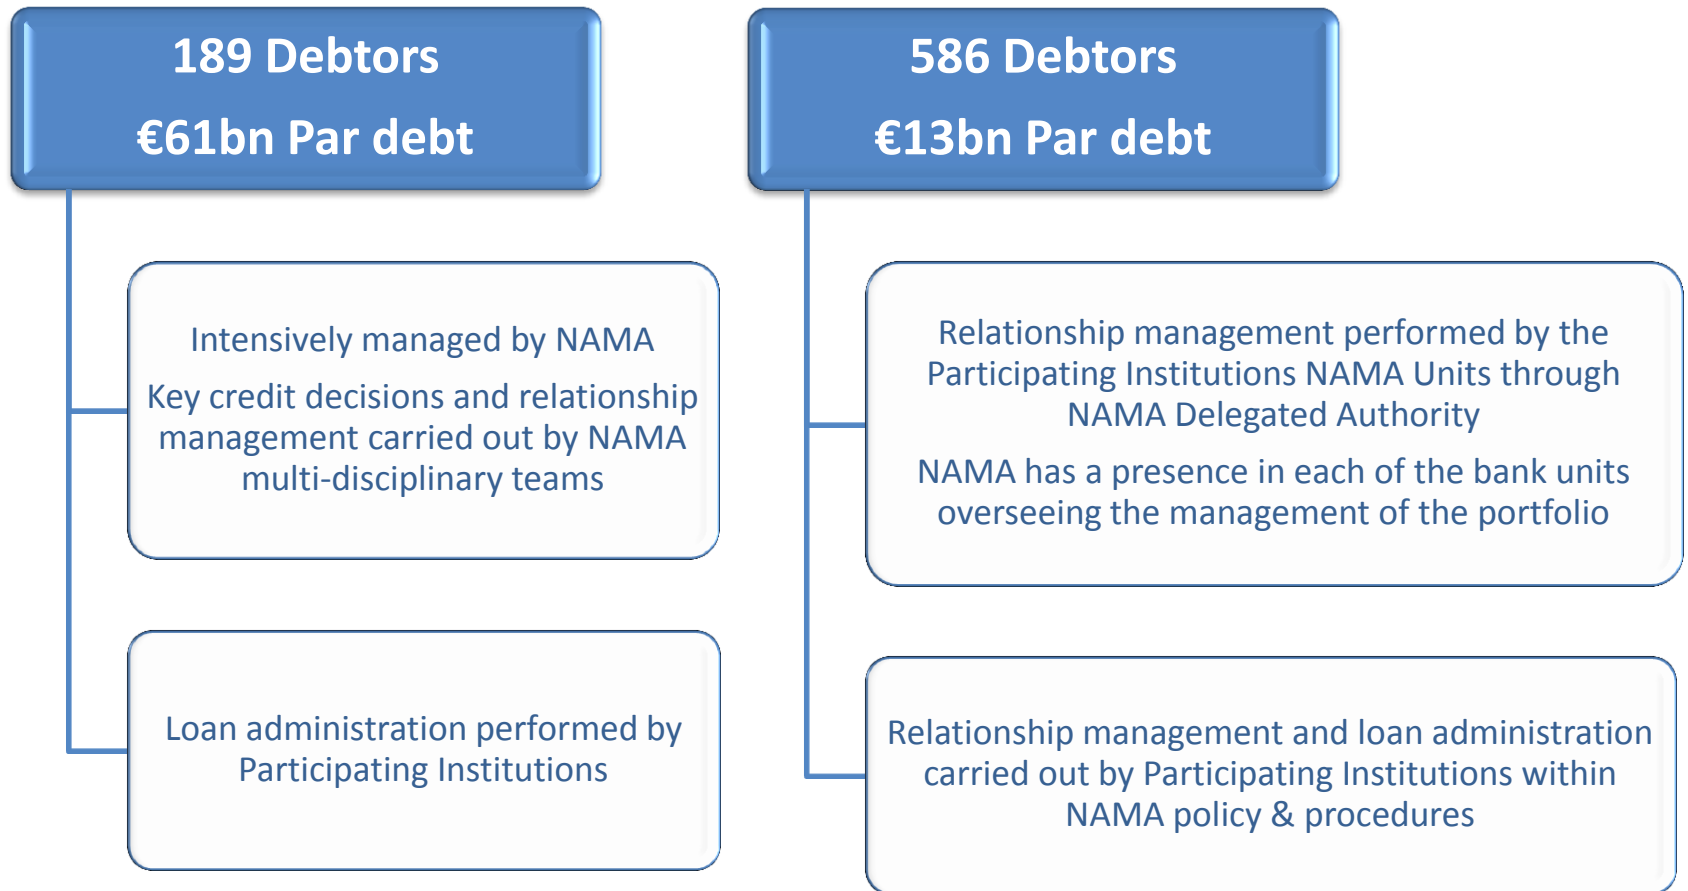 189 Debtors
€61bn Par debt
Intensively managed by NAMA
Key credit decisions and relationship
management carried out by NAMA
multi-disciplinary teams
Loan administration performed by
Participating Institutions
586 Debtors
€13bn Par debt
Relationship management performed by the
Participating Institutions NAMA Units through
NAMA Delegated Authority
NAMA has a presence in each of the bank units
overseeing the management of the portfolio
Relationship management and loan administration
carried out by Participating Institutions within
NAMA policy & procedures